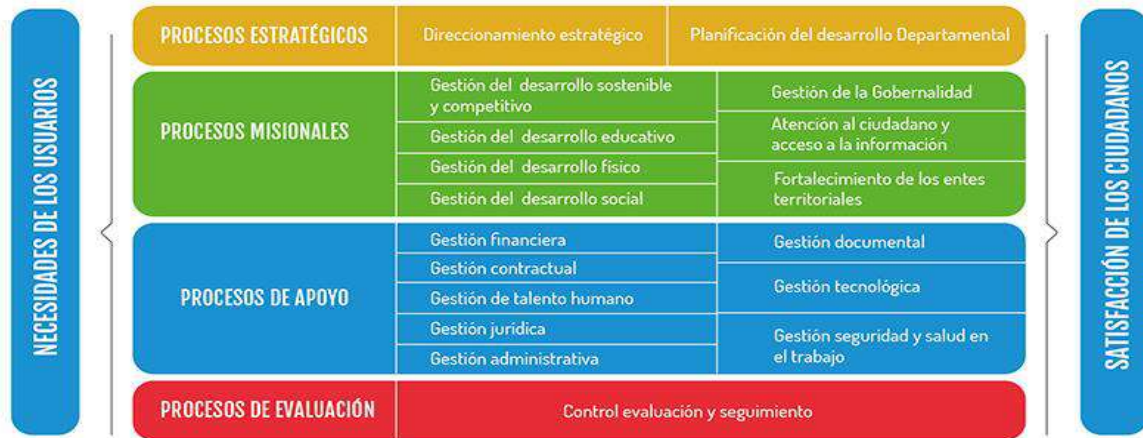 NECESIDADES DE LOS USUARIOS
PROCESOS ESTRATÉGICOS
Direccionamiento estratégico
Planificación del desarrollo Departamental
PROCESOS MISIONALES
Gestión del desarrollo sostenible
y competitivo
Gestión del desarrollo educativo
Gestión del desarrollo físico
Gestión del desarrollo social
Gestión de la Gobernalidad
Atención al ciudadano y
acceso a la información
Fortalecimiento de los entes
territoriales
PROCESOS DE APOYO
Gestión financiera
Gestión contractual
Gestión de talento humano
Gestión jurídica
Gestión administrativa
Gestión documental
Gestión tecnológica
Gestión seguridad y salud en
el trabajo
PROCESOS DE EVALUACIÓN
Control evaluación y seguimiento
SATISFACCIÓN DE LOS CIUDADANOS